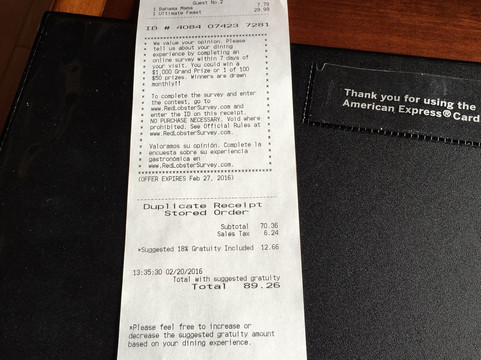 Guest No.2
1 Bahama Mama 7.79
1 Ultimate Feast 29.99
ID # 4084 07423 7281
We value your opinion. Please
tell us about your dining
experience by completing an
online survey within 7 days of
your visit. You could win a
$1,000 Grand Prize or 1 of 100
$50 prizes. Winners are drawn
monthly!!
To complete the survey and enter
the contest, go to
www.RedLobsterSurvey.com and
enter the ID on this receipt.
NO PURCHASE NECESSARY. Void where
prohibited. See Official Rules at
www.RedLobsterSurvey.com.
Valoramos su opinión. Complete la
encuesta sobre su experiencia
gastronómica en
www.RedLobsterSurvey.com.
(OFFER EXPIRES Feb 27, 2016)
Duplicate Receipt
Stored Order
Subtotal 70.36
Sales Tax 6.24
*Suggested 18% Gratuity Included 12.66
13:35:30 02/20/2016
Total with suggested gratuity
Total 89.26
*Please feel free to increase or
decrease the suggested gratuity amount
based on your dining experience.
Thank you for using the
American Express® Card